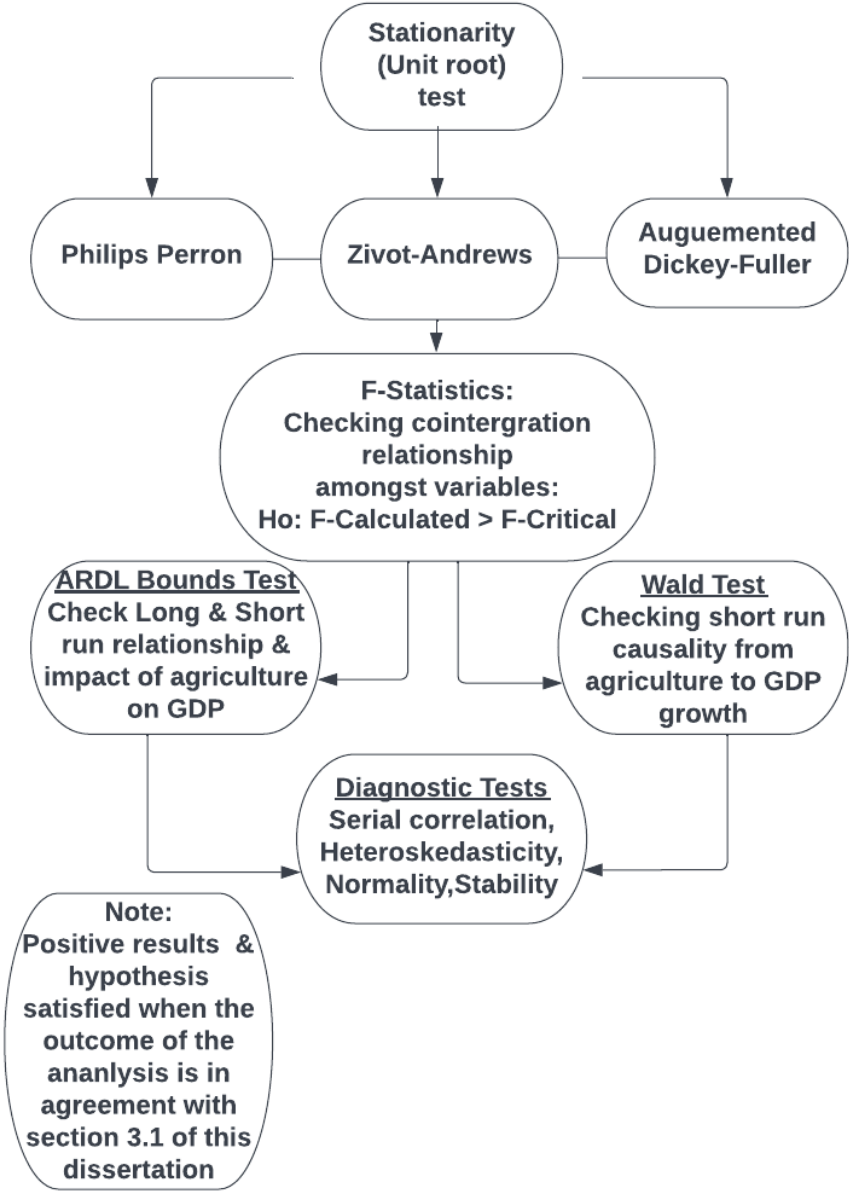 Stationarity
(Unit root)
test
Philips Perron
Zivot-Andrews
Auguemented
Dickey-Fuller
F-Statistics:
Checking cointergration
relationship
amongst variables:
Ho: F-Calculated > F-Critical
ARDL Bounds Test
Check Long & Short
run relationship &
impact of agriculture
on GDP
Wald Test
Checking short run
causality from
agriculture to GDP
growth
Diagnostic Tests
Serial correlation,
Heteroskedasticity,
Normality,Stability
Note:
Positive results  &
hypothesis
satisfied when the
outcome of the
ananlysis is in
agreement with
section 3.1 of this
dissertation